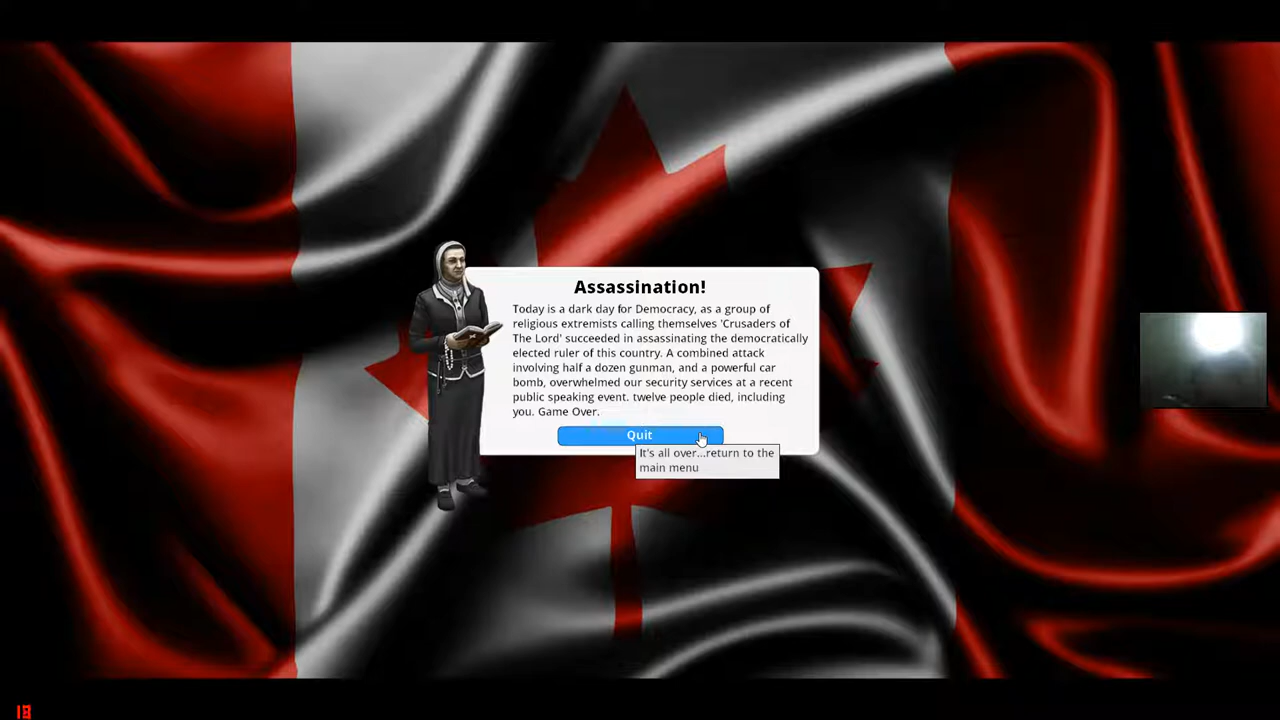 Assassination!
Today is a dark day for Democracy, as a group of
religious extremists calling themselves 'Crusaders of
The Lord' succeeded in assassinating the democratically
elected ruler of this country. A combined attack
involving half a dozen gunman, and a powerful car
bomb, overwhelmed our security services at a recent
public speaking event. twelve people died, including
you. Game Over.
Quit
It's all over...return to the
main menu
18